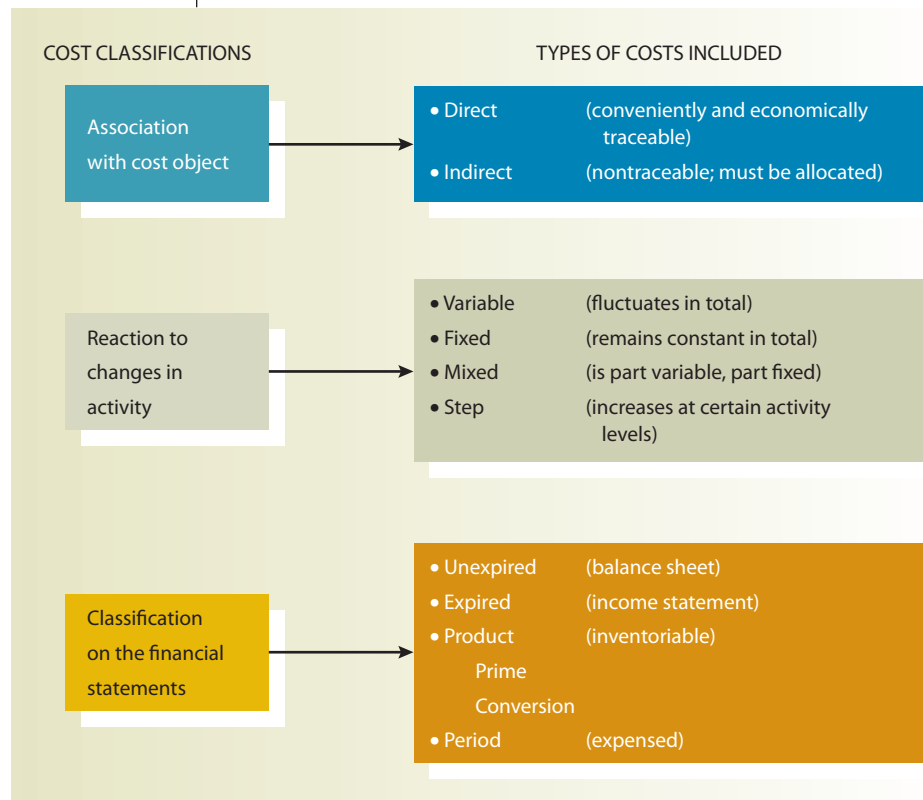 COST CLASSIFICATIONS
TYPES OF COSTS INCLUDED
Association
with cost object
• Direct (conveniently and economically
traceable)
• Indirect (nontraceable; must be allocated)
Reaction to
changes in
activity
• Variable (fluctuates in total)
• Fixed (remains constant in total)
• Mixed (is part variable, part fixed)
• Step (increases at certain activity
levels)
Classification
on the financial
statements
• Unexpired (balance sheet)
• Expired (income statement)
• Product (inventoriable)
Prime
Conversion
• Period (expensed)